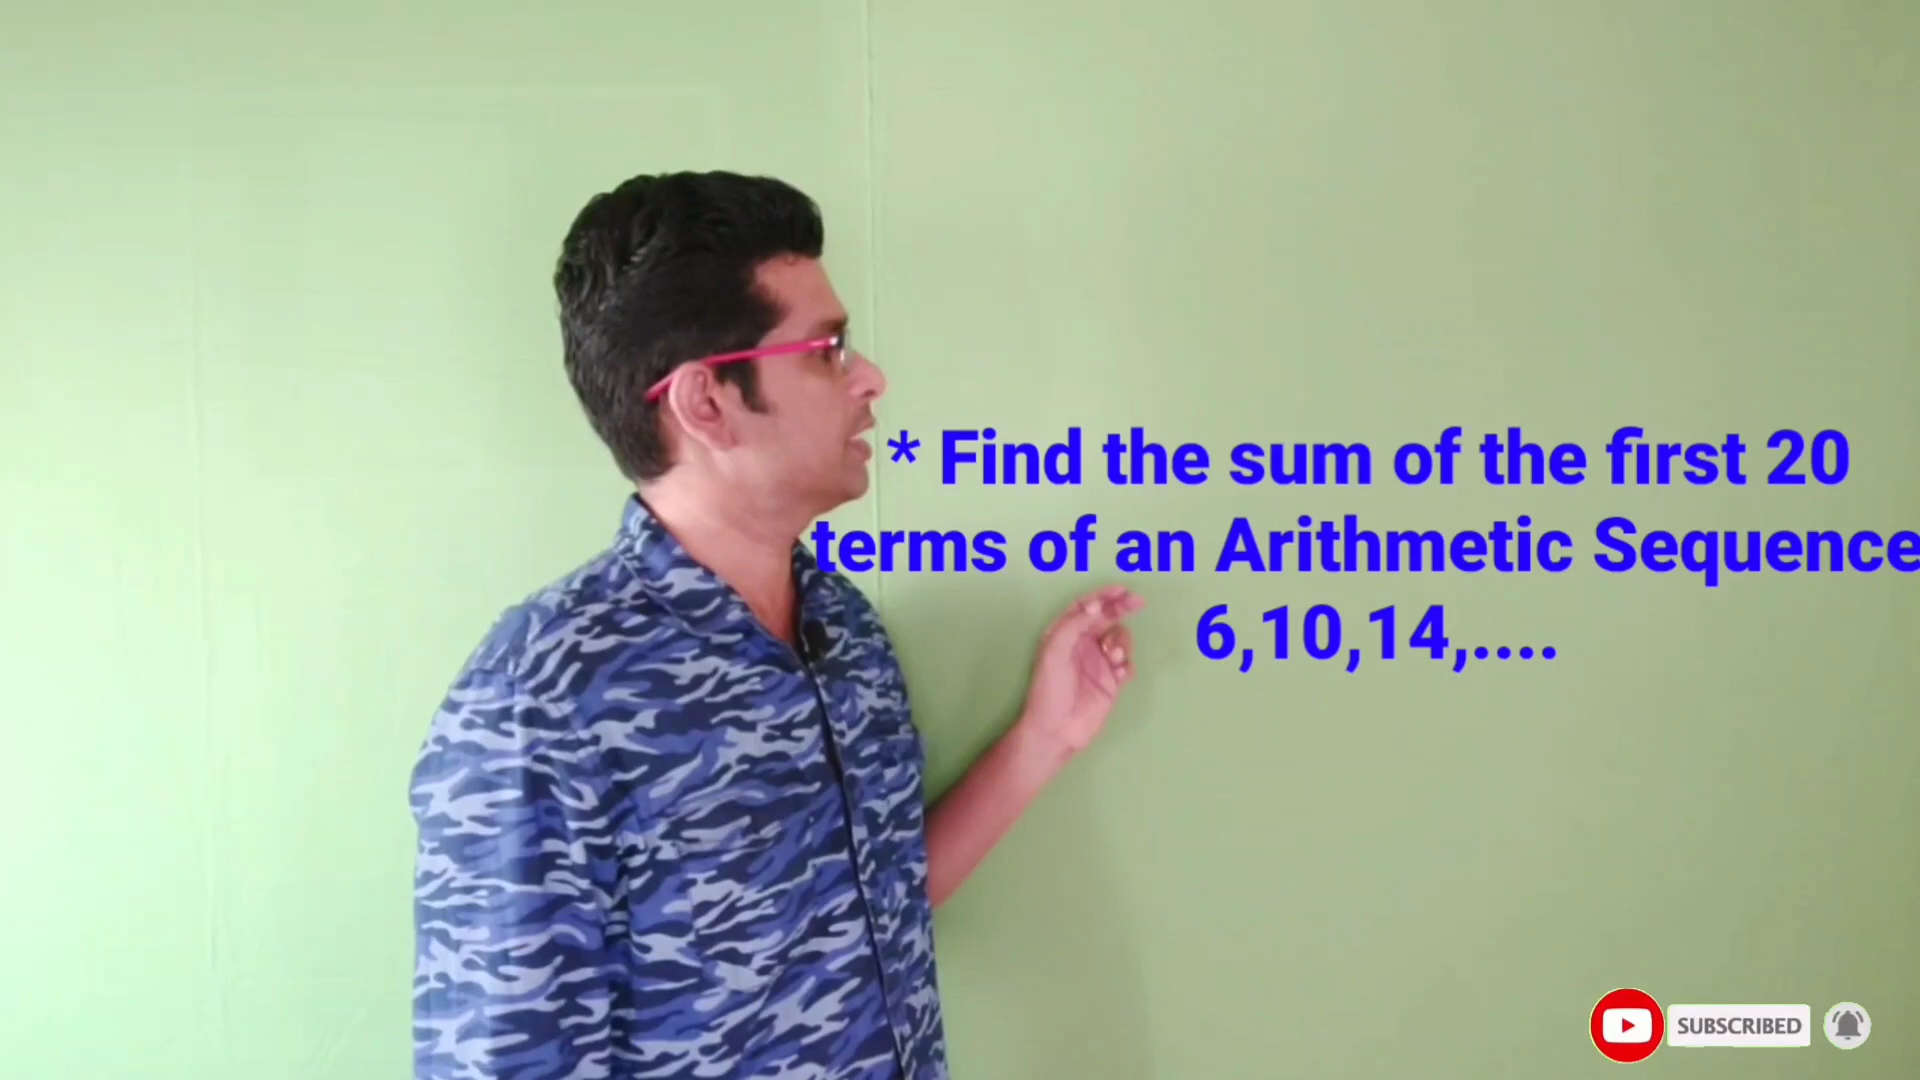 * Find the sum of the first 20
terms of an Arithmetic Sequence
6,10,14,....
SUBSCRIBED